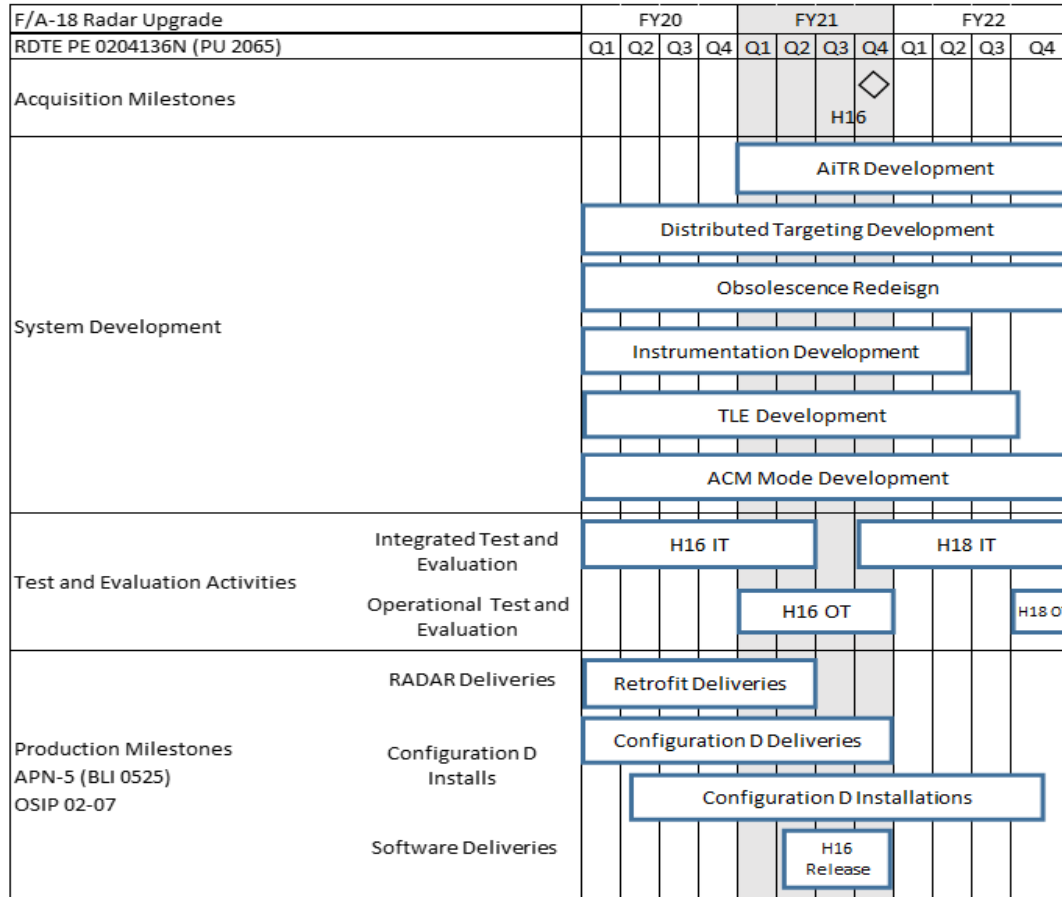 F/A-18 Radar Upgrade FY20 FY21 FY22
RDTE PE 0204136N (PU 2065) Q1 Q2 Q3 Q4 Q1 Q2 Q3 Q4 Q1 Q2 Q3 Q4
Acquisition Milestones
H16
System Development
AiTR Development
Distributed Targeting Development
Obsolescence Redeisgn
Instrumentation Development
TLE Development
ACM Mode Development
Test and Evaluation Activities
Integrated Test and
Evaluation
H16 IT H18 IT
Operational Test and
Evaluation
H16 OT H18 O
Production Milestones
APN-5 (BLI 0525)
OSIP 02-07
RADAR Deliveries
Retrofit Deliveries
Configuration D
Installs
Configuration D Deliveries
Configuration D Installations
Software Deliveries
H16
Release